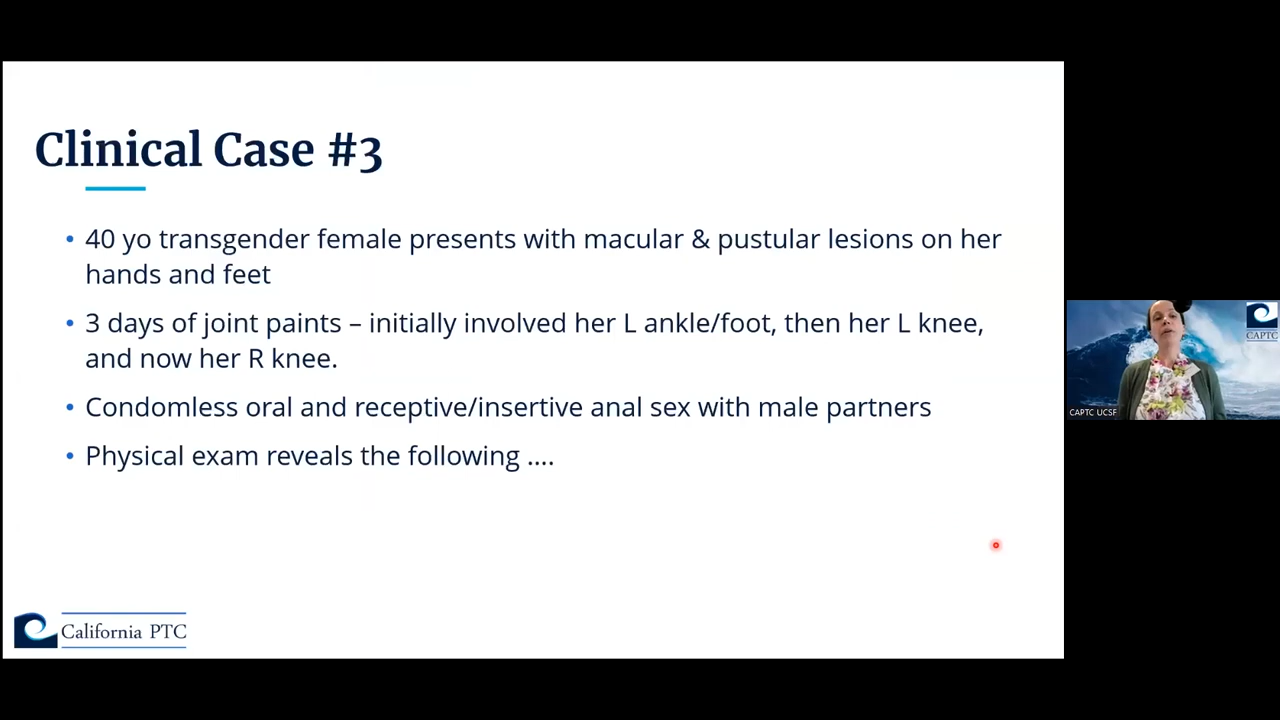 Clinical Case #3
• 40 yo transgender female presents with macular & pustular lesions on her
hands and feet
• 3 days of joint paints – initially involved her L ankle/foot, then her L knee,
and now her R knee.
• Condomless oral and receptive/insertive anal sex with male partners
• Physical exam reveals the following ....
CAPTC
CAPTC UCSF
California PTC